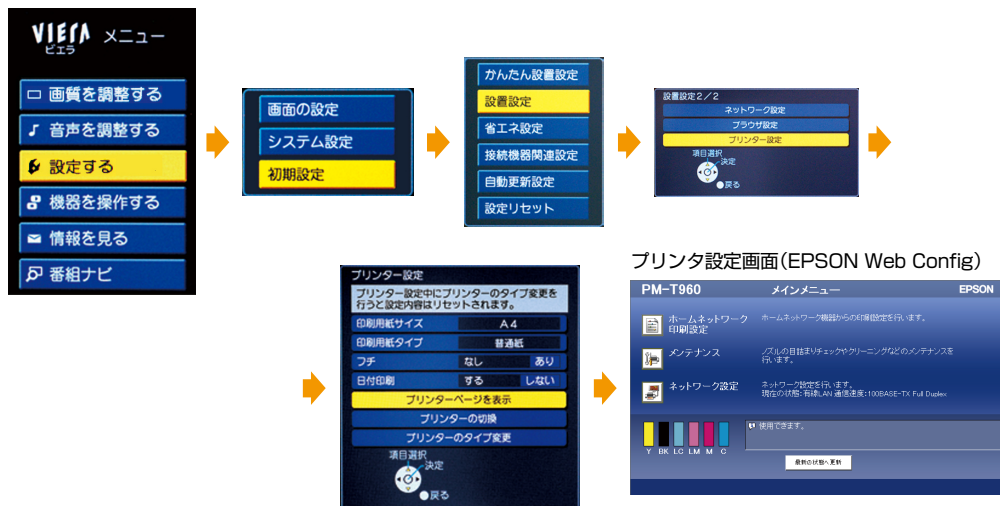 VIERA メニュー
ビエラ
画質を調整する
音声を調整する
設定する
機器を操作する
情報を見る
番組ナビ
画面の設定
システム設定
初期設定
かんたん設置設定
設置設定
省エネ設定
接続機器関連設定
自動更新設定
設定リセット
設置設定2／2
ネットワーク設定
ブラウザ設定
プリンター設定
項目選択
決定
戻る
プリンター設定
プリンター設定中にプリンターのタイプ変更を
行うと設定内容はリセットされます。
印刷用紙サイズ A4
印刷用紙タイプ 普通紙
フチ なし あり
日付印刷 する しない
プリンターページを表示
プリンターの切換
プリンターのタイプ変更
項目選択
決定
戻る
プリンタ設定画面(EPSON Web Config)
PM-T960 メインメニュー EPSON
ホームネットワーク
印刷設定
ホームネットワーク機器からの印刷設定を行います。
メンテナンス
ノズルの目詰まりチェックやクリーニングなどのメンテナンスを
行います。
ネットワーク設定
ネットワーク設定を行います。
現在の状態：有線LAN 通信速度：100BASE-TX Full Duplex
使用できます。
Y BK LC LM M C
最新の状態へ更新